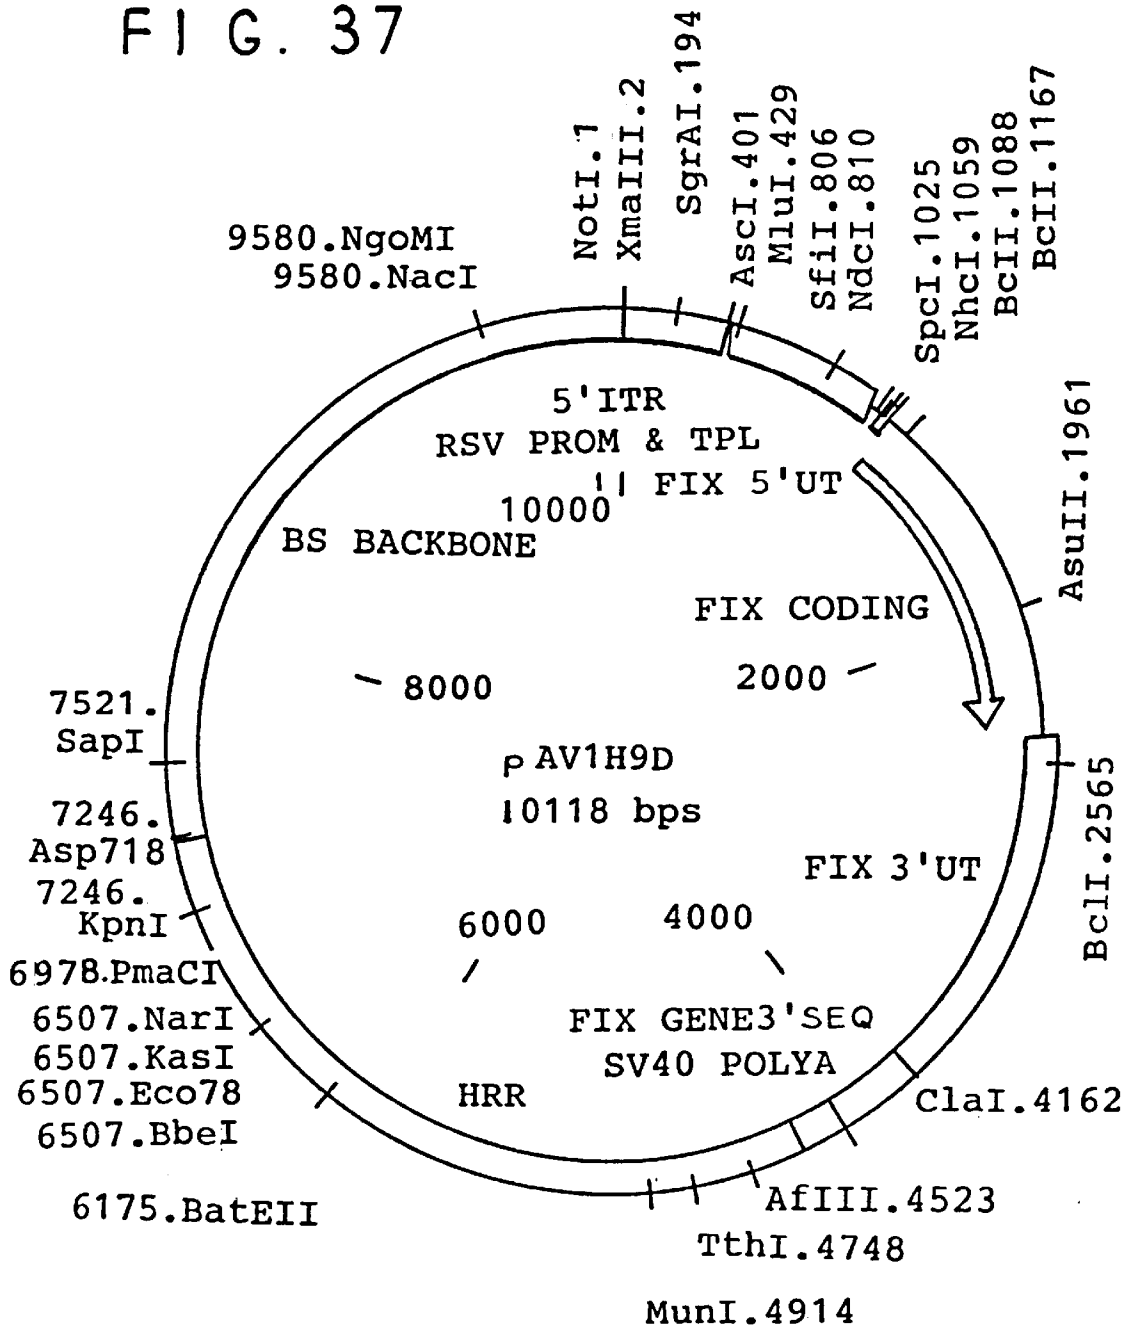 FIG. 37
NotI.1
XmaIII.2
SgrAI.194
AscI.401
MluI.429
SfiI.806
NdcI.810
SpcI.1025
NhcI.1059
BcII.1088
BcII.1167
AsuII.1961
BclI.2565
ClaI.4162
AfIII.4523
TthI.4748
MunI.4914
6175.BatEII
6507.BbeI
6507.Eco78
6507.KasI
6507.NarI
6978.PmaCI
7246.
KpnI
7246.
Asp718
7521.
SapI
9580.NgoMI
9580.NacI
5'ITR
RSV PROM & TPL
FIX 5'UT
10000
BS BACKBONE
FIX CODING
2000
8000
pAV1H9D
10118 bps
FIX 3'UT
4000
6000
FIX GENE3'SEQ
SV40 POLYA
HRR